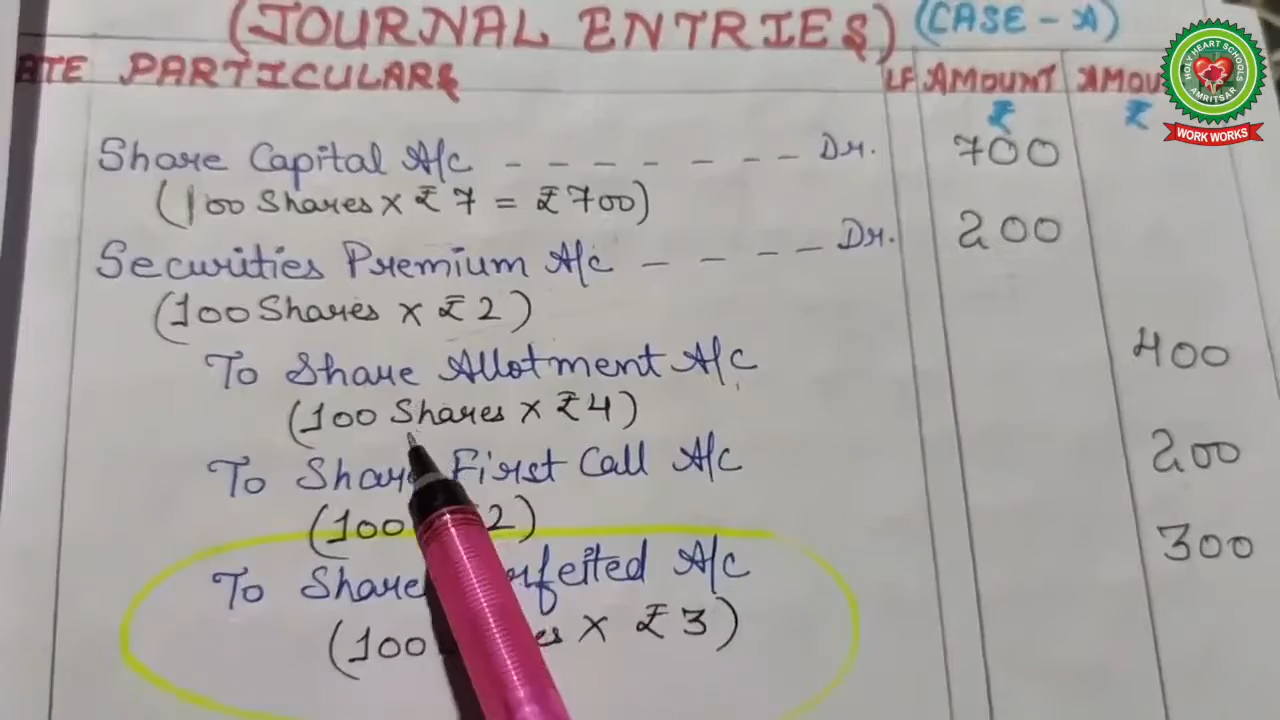 (JOURNAL ENTRIES) (CASE-A)
ATE PARTICULARS LF AMOUNT ₹ AMOU ₹
Share Capital A/c - - - - - - - Dr. 700
(100 Shares × ₹ 7 = ₹700)
Securities Premium A/c - - - - Dr. 200
(100 Shares × ₹ 2)
To Share Allotment A/c 400
(100 Shares × ₹4)
To Share First Call A/c 200
(100 2)
To Share rfeited A/c 300
(100 es × ₹ 3)
HOLY HEART SCHOOLS
AMRITSAR
WORK WORKS